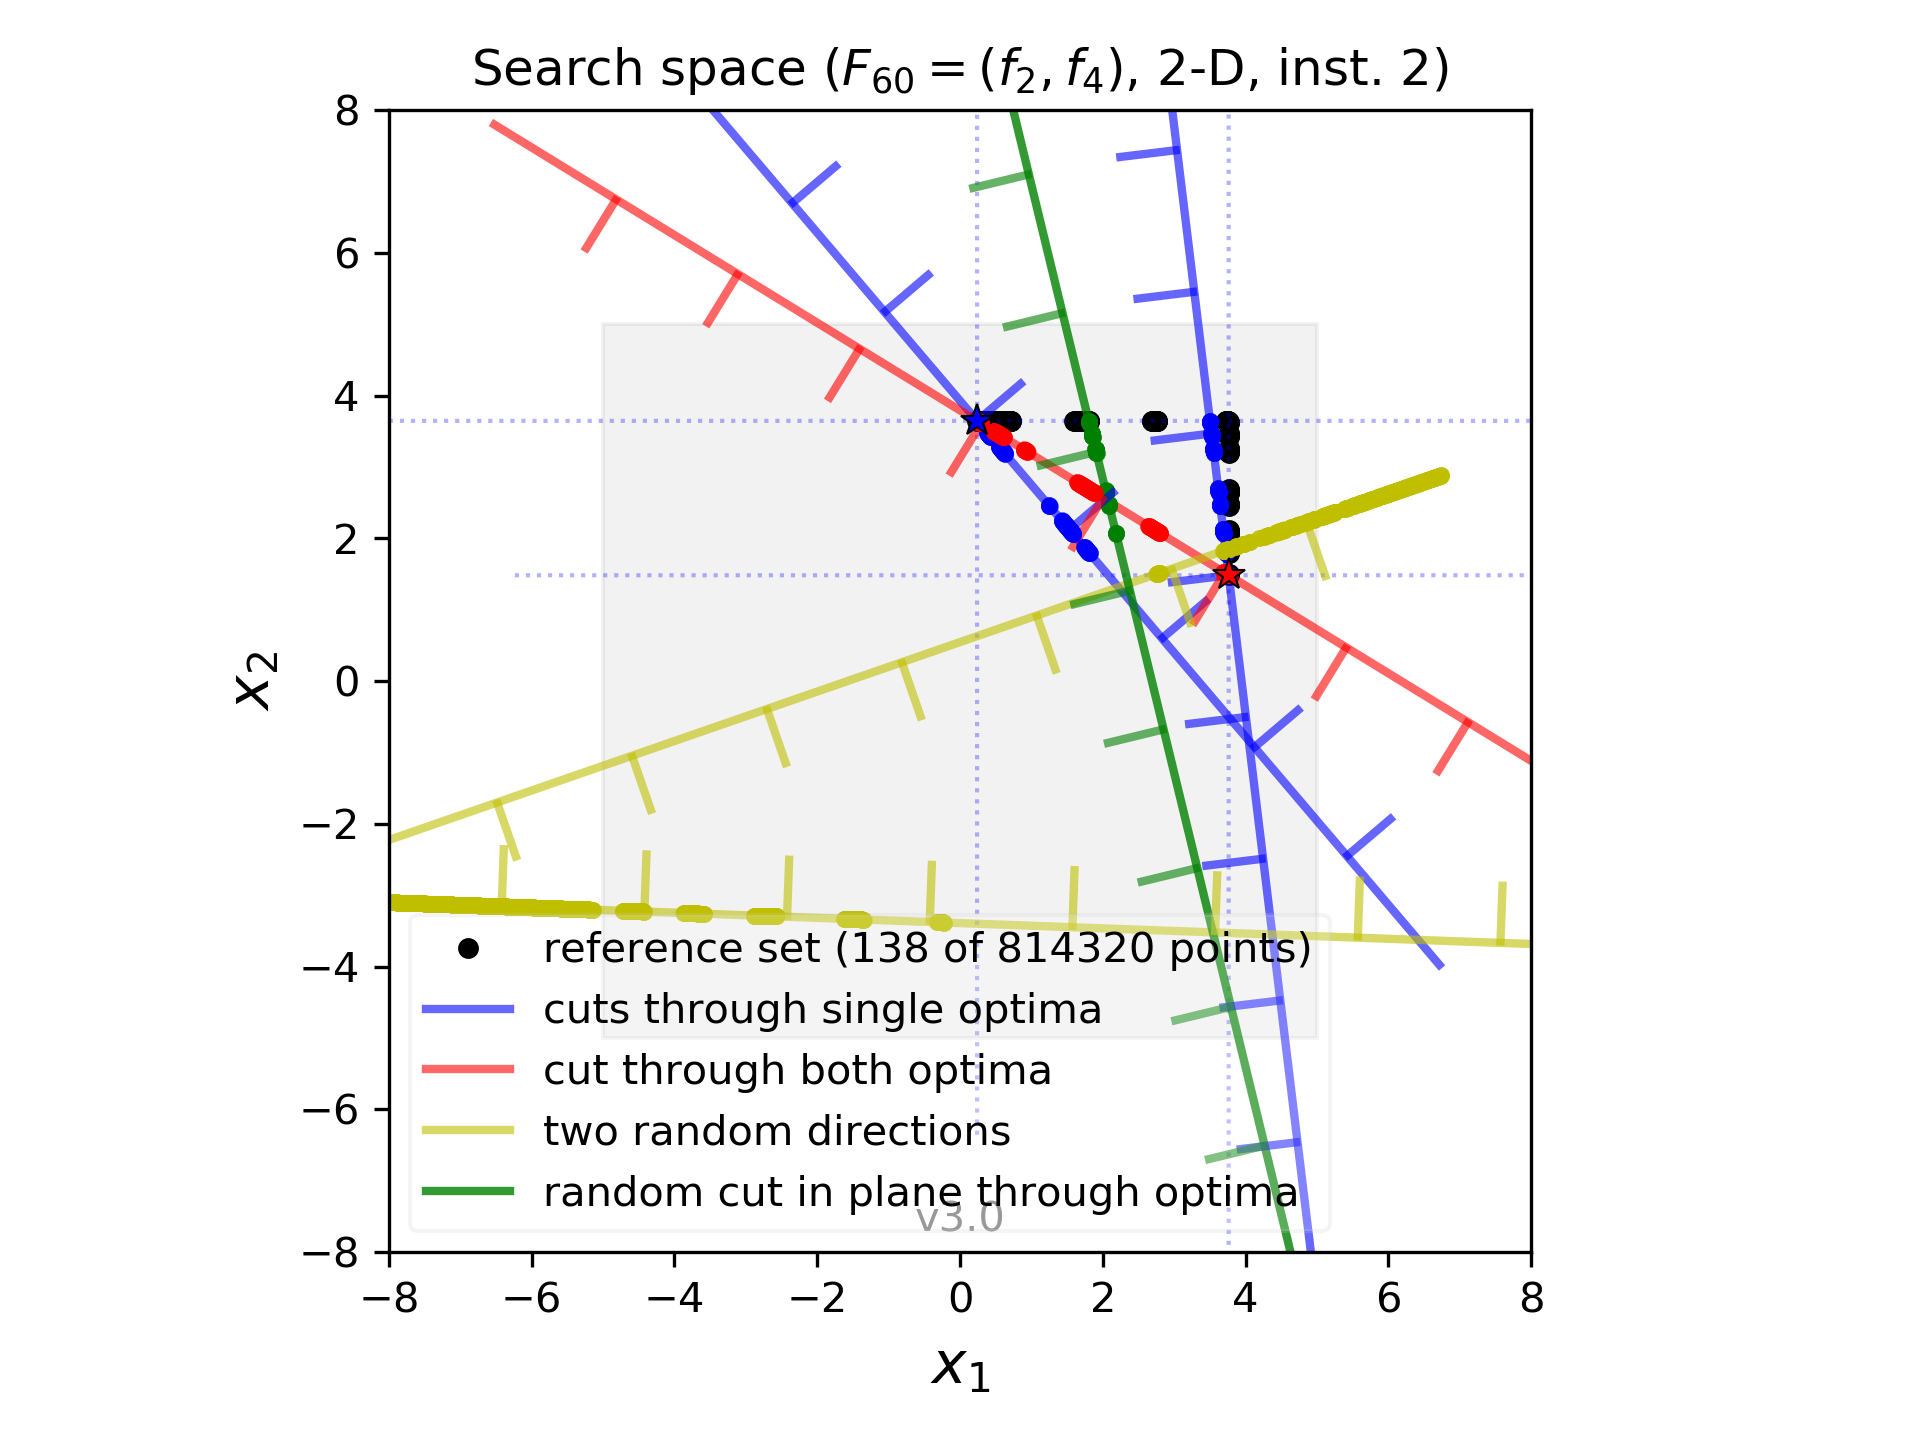 Search space (F60 = (f2, f4), 2-D, inst. 2)
8
6
4
2
0
−2
−4
−6
−8
x2
reference set (138 of 814320 points)
cuts through single optima
cut through both optima
two random directions
random cut in plane through optima
v3.0
−8 −6 −4 −2 0 2 4 6 8
x1